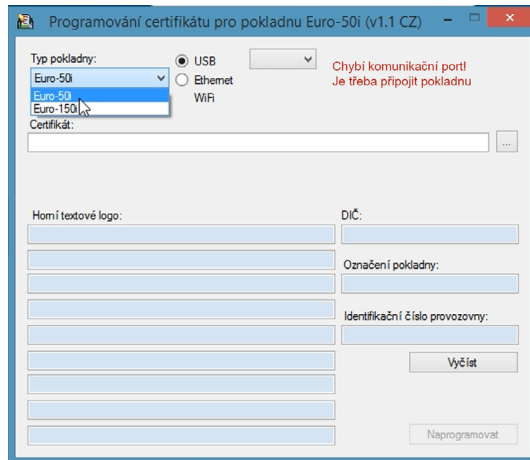 Programování certifikátu pro pokladnu Euro-50i (v1.1 CZ)
Typ pokladny:
Euro-50i
Euro-50i
Euro-150i
USB
Ethernet
WiFi
Chybí komunikační port!
Je třeba připojit pokladnu
Certifikát:
...
Horní textové logo:
DIČ:
Označení pokladny:
Identifikační číslo provozovny:
Vyčíst
Naprogramovat